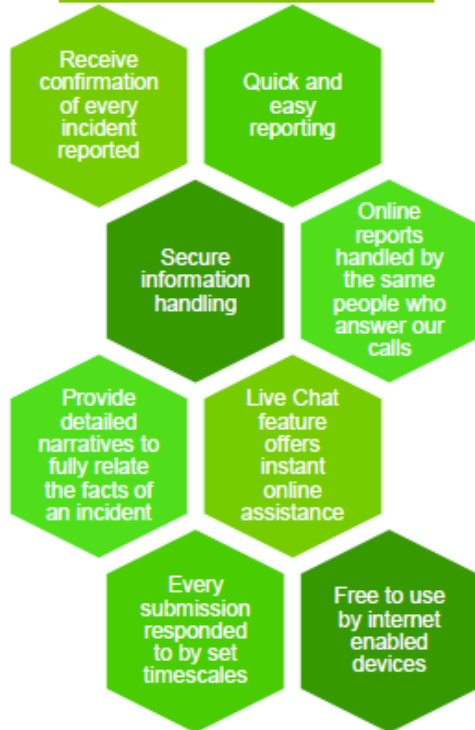 Receive
confirmation
of every
incident
reported
Quick and
easy
reporting
Secure
information
handling
Online
reports
handled by
the same
people who
answer our
calls
Provide
detailed
narratives to
fully relate
the facts of
an incident
Live Chat
feature
offers
instant
online
assistance
Every
submission
responded
to by set
timescales
Free to use
by internet
enabled
devices